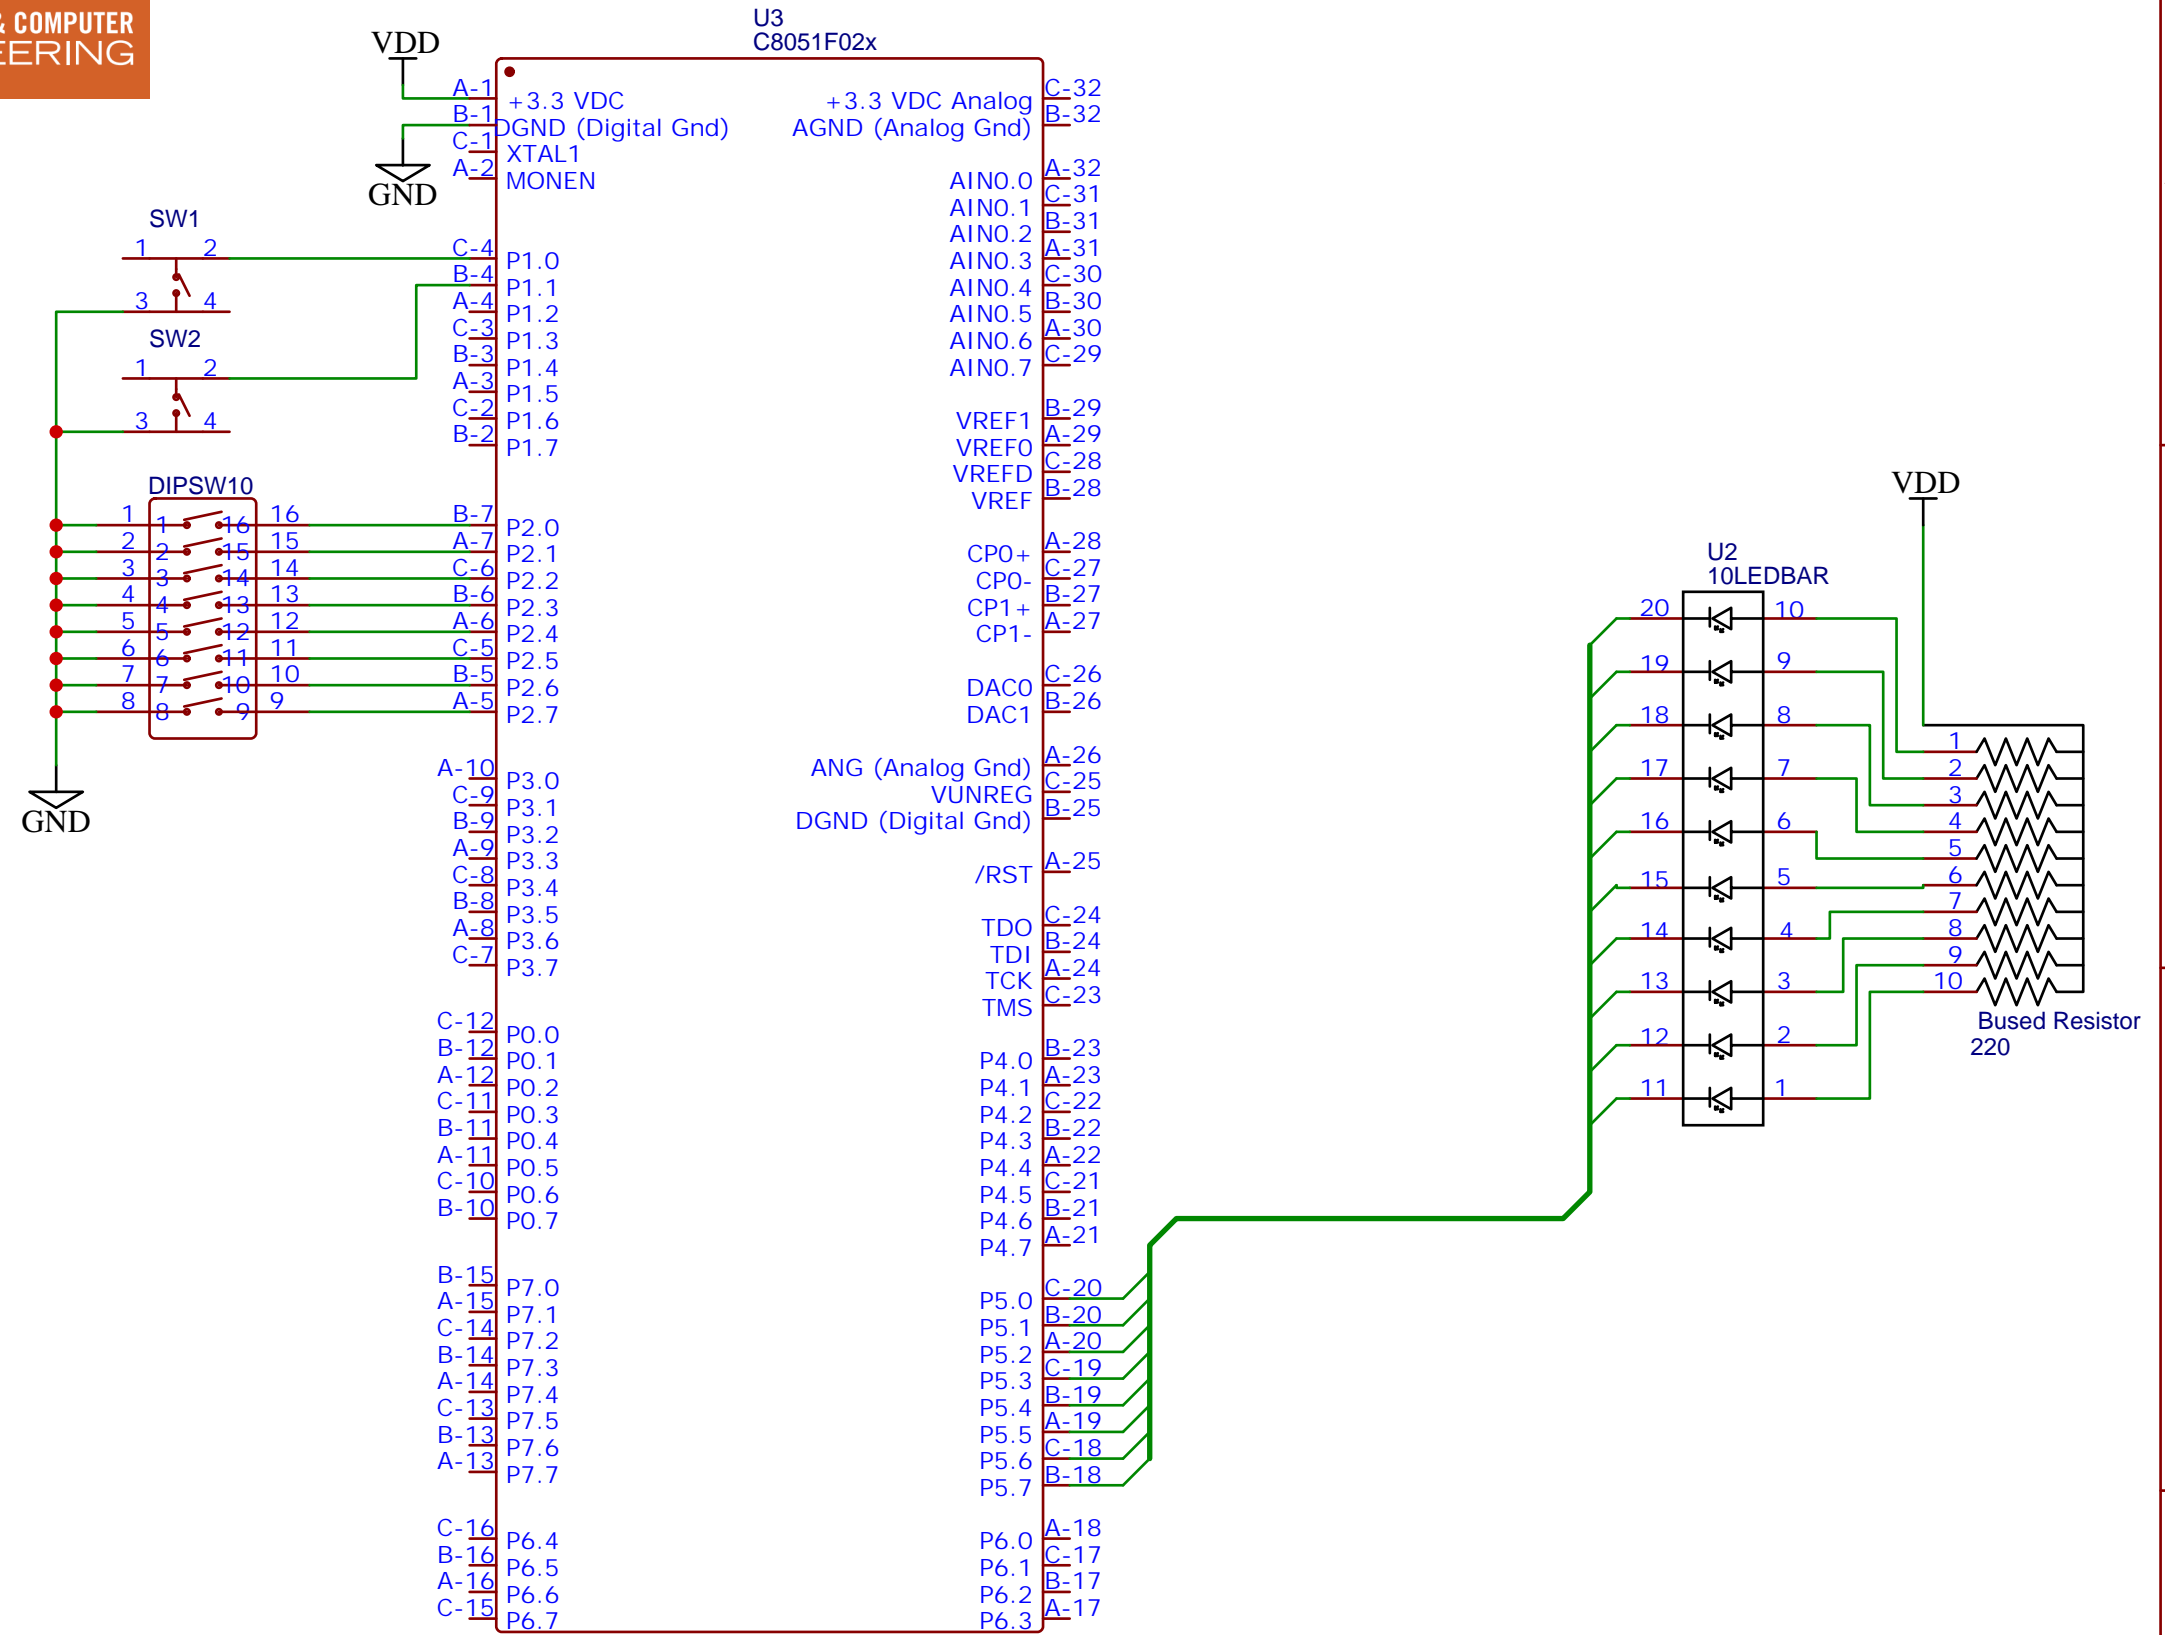 & COMPUTER
EERING
U3
C8051F02x
VDD
GND
A-1 +3.3 VDC
B-1 DGND (Digital Gnd)
C-1 XTAL1
A-2 MONEN
C-4 P1.0
B-4 P1.1
A-4 P1.2
C-3 P1.3
B-3 P1.4
A-3 P1.5
C-2 P1.6
B-2 P1.7
B-7 P2.0
A-7 P2.1
C-6 P2.2
B-6 P2.3
A-6 P2.4
C-5 P2.5
B-5 P2.6
A-5 P2.7
A-10 P3.0
C-9 P3.1
B-9 P3.2
A-9 P3.3
C-8 P3.4
B-8 P3.5
A-8 P3.6
C-7 P3.7
C-12 P0.0
B-12 P0.1
A-12 P0.2
C-11 P0.3
B-11 P0.4
A-11 P0.5
C-10 P0.6
B-10 P0.7
B-15 P7.0
A-15 P7.1
C-14 P7.2
B-14 P7.3
A-14 P7.4
C-13 P7.5
B-13 P7.6
A-13 P7.7
C-16 P6.4
B-16 P6.5
A-16 P6.6
C-15 P6.7
+3.3 VDC Analog C-32
AGND (Analog Gnd) B-32
AIN0.0 A-32
AIN0.1 C-31
AIN0.2 B-31
AIN0.3 A-31
AIN0.4 C-30
AIN0.5 B-30
AIN0.6 A-30
AIN0.7 C-29
VREF1 B-29
VREF0 A-29
VREFD C-28
VREF B-28
CP0+ A-28
CP0- C-27
CP1+ B-27
CP1- A-27
DAC0 C-26
DAC1 B-26
ANG (Analog Gnd) A-26
VUNREG C-25
DGND (Digital Gnd) B-25
/RST A-25
TDO C-24
TDI B-24
TCK A-24
TMS C-23
P4.0 B-23
P4.1 A-23
P4.2 C-22
P4.3 B-22
P4.4 A-22
P4.5 C-21
P4.6 B-21
P4.7 A-21
P5.0 C-20
P5.1 B-20
P5.2 A-20
P5.3 C-19
P5.4 B-19
P5.5 A-19
P5.6 C-18
P5.7 B-18
P6.0 A-18
P6.1 C-17
P6.2 B-17
P6.3 A-17
SW1
1 2
3 4
SW2
1 2
3 4
DIPSW10
1 1 16 16
2 2 15 15
3 3 14 14
4 4 13 13
5 5 12 12
6 6 11 11
7 7 10 10
8 8 9 9
GND
U2
10LEDBAR
20 10
19 9
18 8
17 7
16 6
15 5
14 4
13 3
12 2
11 1
VDD
1
2
3
4
5
6
7
8
9
10
Bused Resistor
220